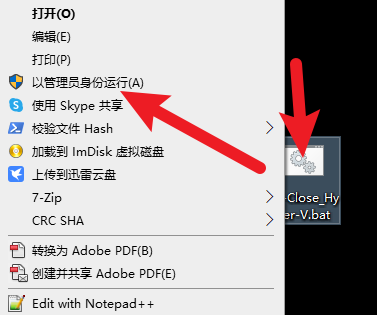 打开(O)
编辑(E)
打印(P)
以管理员身份运行(A)
使用 Skype 共享
校验文件 Hash
加载到 ImDisk 虚拟磁盘
上传到迅雷云盘
7-Zip
CRC SHA
转换为 Adobe PDF(B)
创建并共享 Adobe PDF(E)
Edit with Notepad++
-Close_Hy
er-V.bat